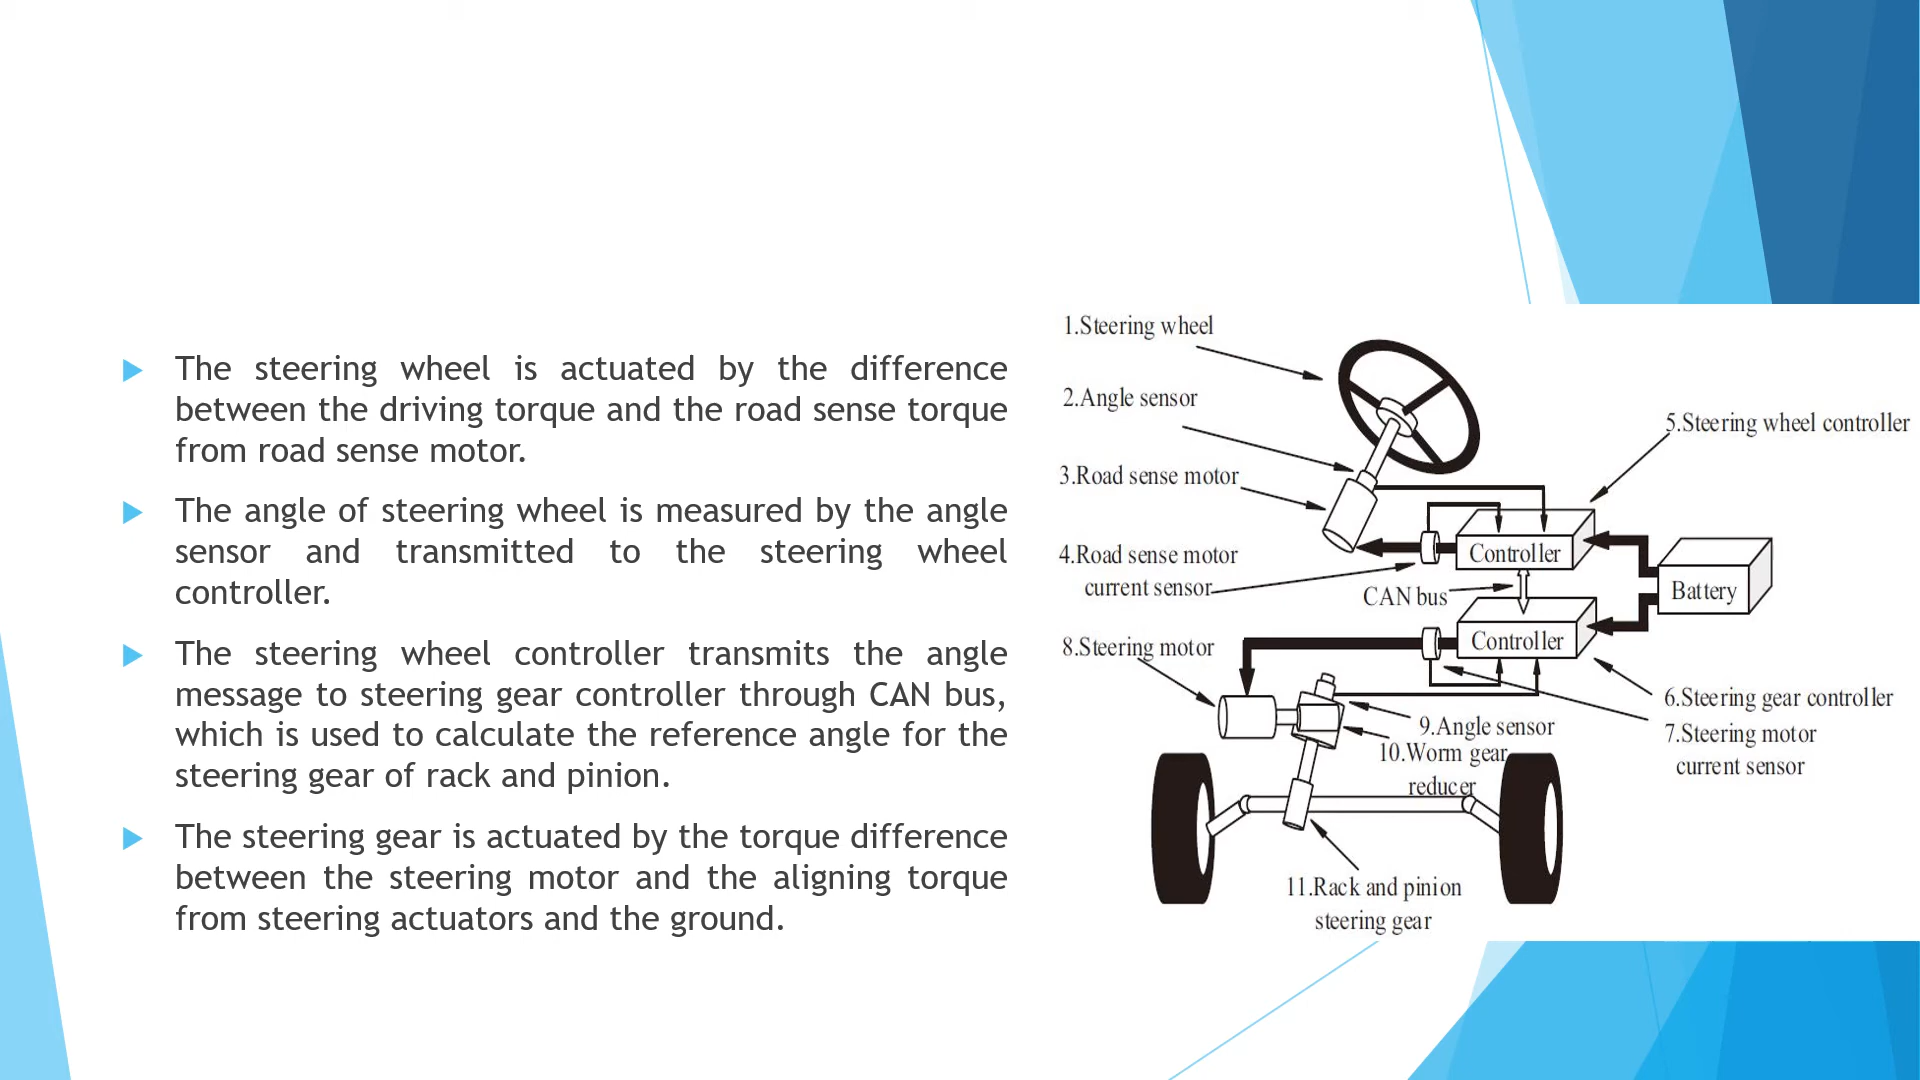 The steering wheel is actuated by the difference
between the driving torque and the road sense torque
from road sense motor.
The angle of steering wheel is measured by the angle
sensor and transmitted to the steering wheel
controller.
The steering wheel controller transmits the angle
message to steering gear controller through CAN bus,
which is used to calculate the reference angle for the
steering gear of rack and pinion.
The steering gear is actuated by the torque difference
between the steering motor and the aligning torque
from steering actuators and the ground.
1.Steering wheel
2.Angle sensor
3.Road sense motor
4.Road sense motor
current sensor
5.Steering wheel controller
Controller
CAN bus
Battery
Controller
8.Steering motor
6.Steering gear controller
7.Steering motor
current sensor
9.Angle sensor
10.Worm gear
reducer
11.Rack and pinion
steering gear